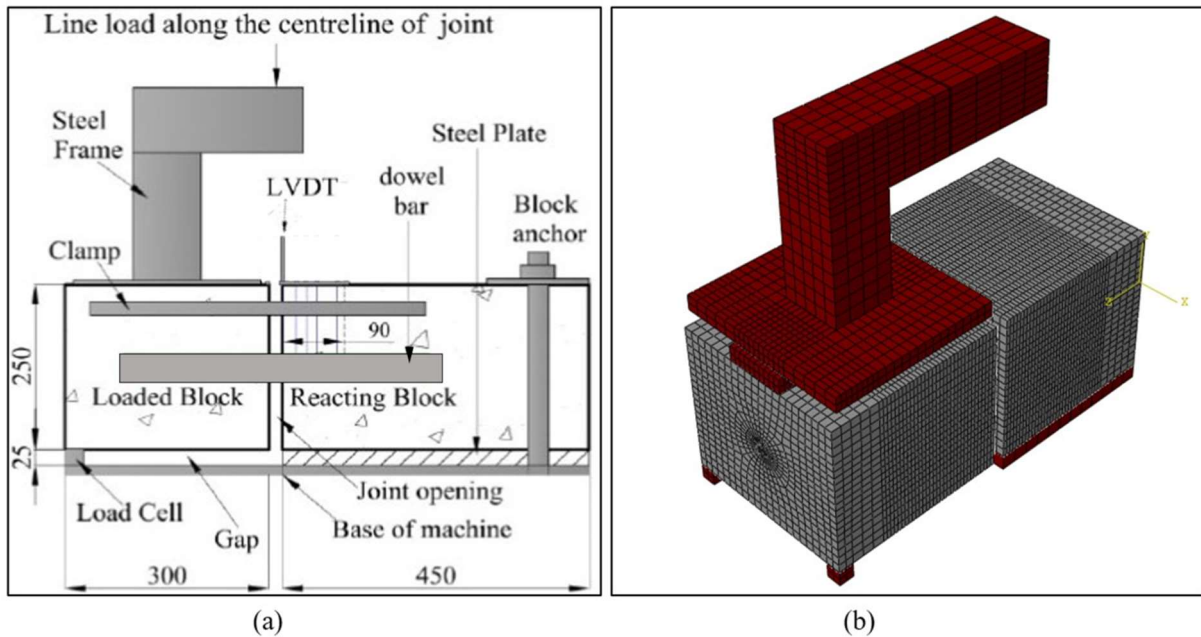 Line load along the centreline of joint
Steel
Frame
Steel Plate
LVDT
dowel
bar
Block
anchor
Clamp
90
250
Loaded Block
Reacting Block
25
Load Cell
Gap
Joint opening
Base of machine
300
450
Y
Z
X
(a)
(b)